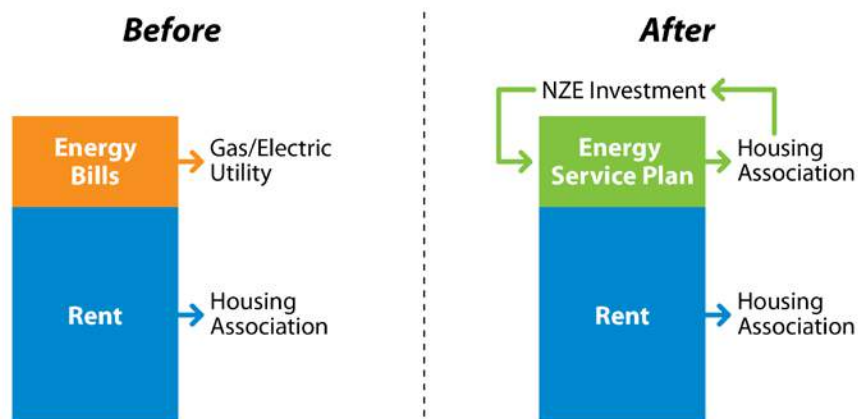 Before
Energy
Bills
Gas/Electric
Utility
Rent
Housing
Association
After
NZE Investment
Energy
Service Plan
Housing
Association
Rent
Housing
Association